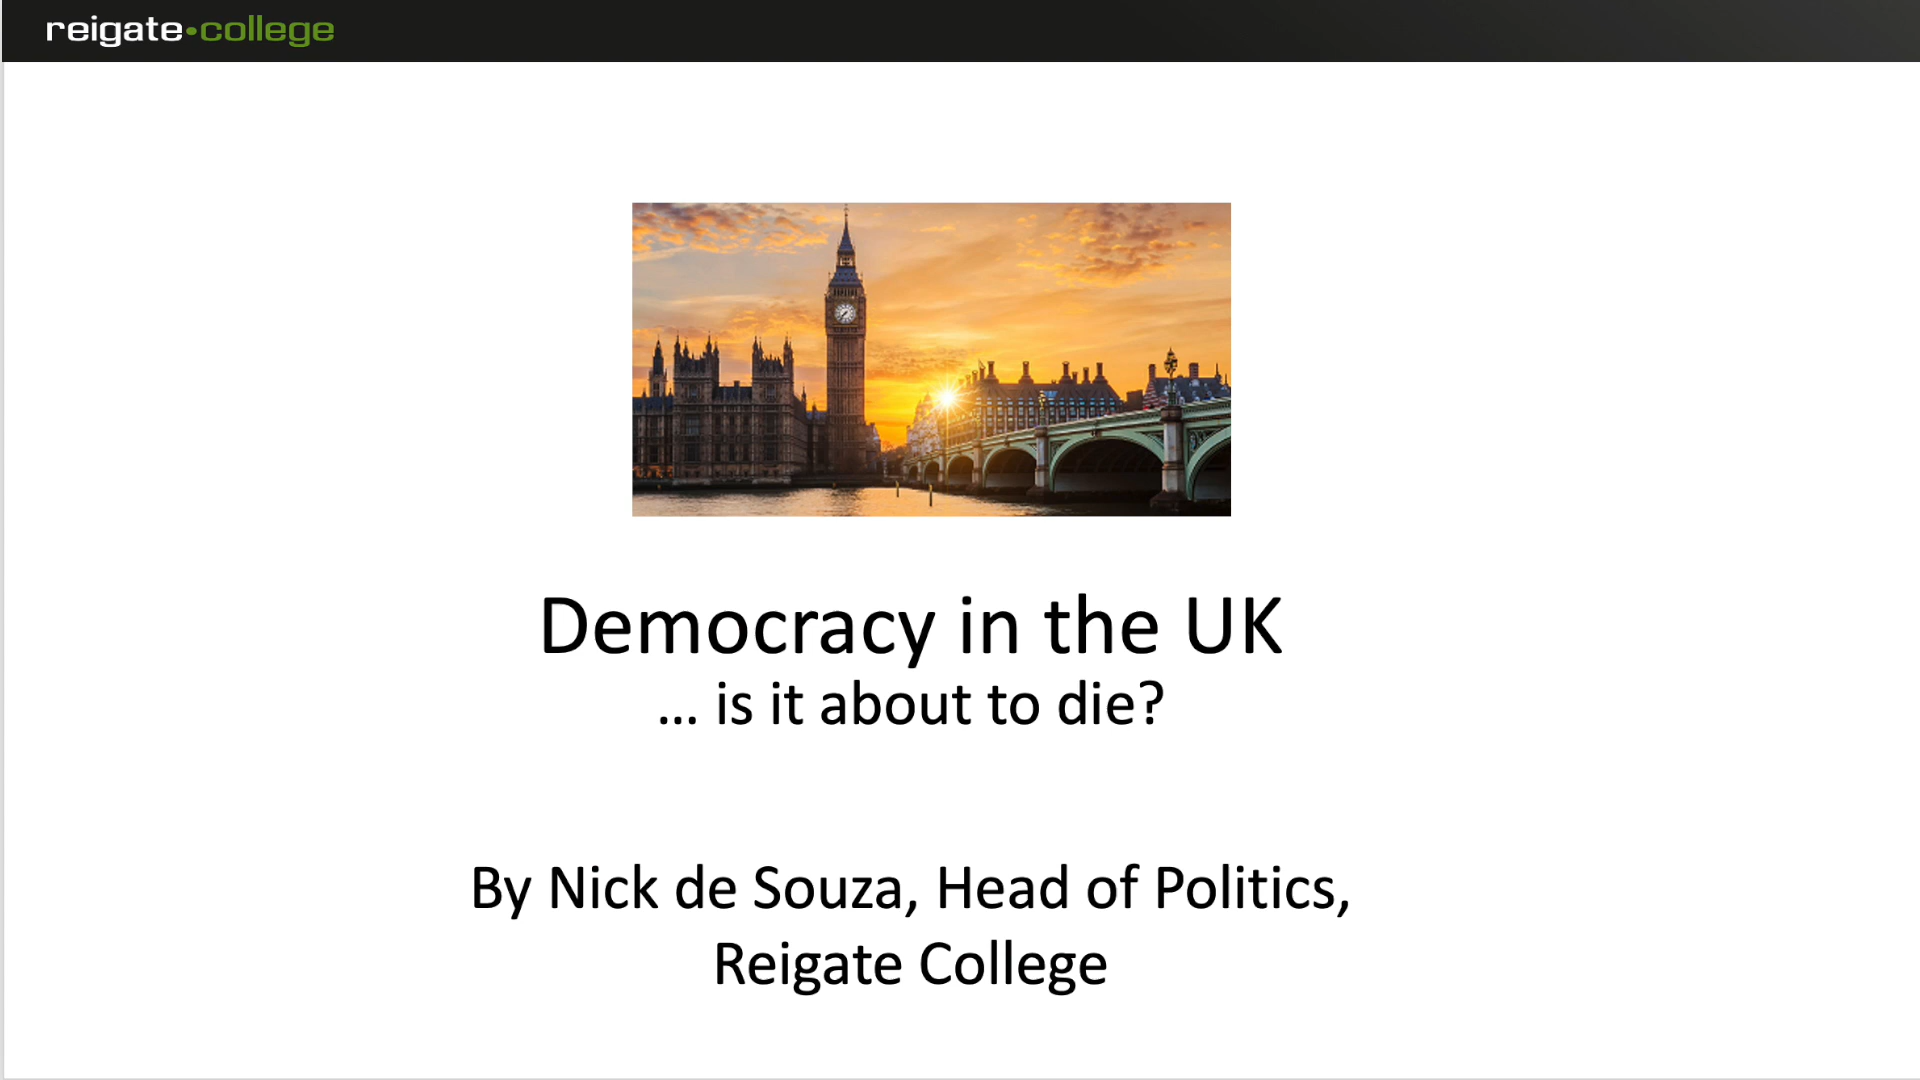 reigate•college
Democracy in the UK
... is it about to die?
By Nick de Souza, Head of Politics,
Reigate College